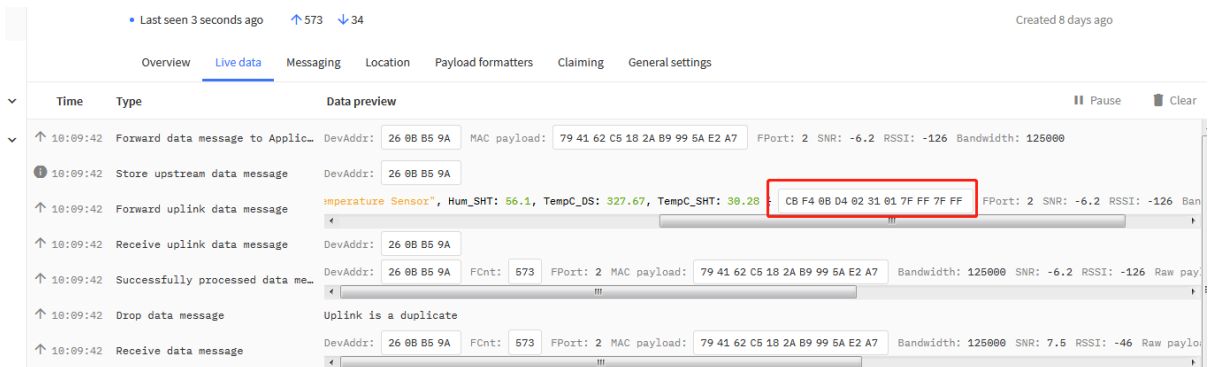 Last seen 3 seconds ago 573 34 Created 8 days ago
Overview Live data Messaging Location Payload formatters Claiming General settings
Time Type Data preview Pause Clear
10:09:42 Forward data message to Applic… DevAddr: 26 0B B5 9A MAC payload: 79 41 62 C5 18 2A B9 99 5A E2 A7 FPort: 2 SNR: -6.2 RSSI: -126 Bandwidth: 125000
10:09:42 Store upstream data message DevAddr: 26 0B B5 9A
10:09:42 Forward uplink data message emperature Sensor", Hum_SHT: 56.1, TempC_DS: 327.67, TempC_SHT: 30.28 CB F4 0B D4 02 31 01 7F FF 7F FF FPort: 2 SNR: -6.2 RSSI: -126 Ban
10:09:42 Receive uplink data message DevAddr: 26 0B B5 9A
10:09:42 Successfully processed data me… DevAddr: 26 0B B5 9A FCnt: 573 FPort: 2 MAC payload: 79 41 62 C5 18 2A B9 99 5A E2 A7 Bandwidth: 125000 SNR: -6.2 RSSI: -126 Raw pay
10:09:42 Drop data message Uplink is a duplicate
10:09:42 Receive data message DevAddr: 26 0B B5 9A FCnt: 573 FPort: 2 MAC payload: 79 41 62 C5 18 2A B9 99 5A E2 A7 Bandwidth: 125000 SNR: 7.5 RSSI: -46 Raw paylo